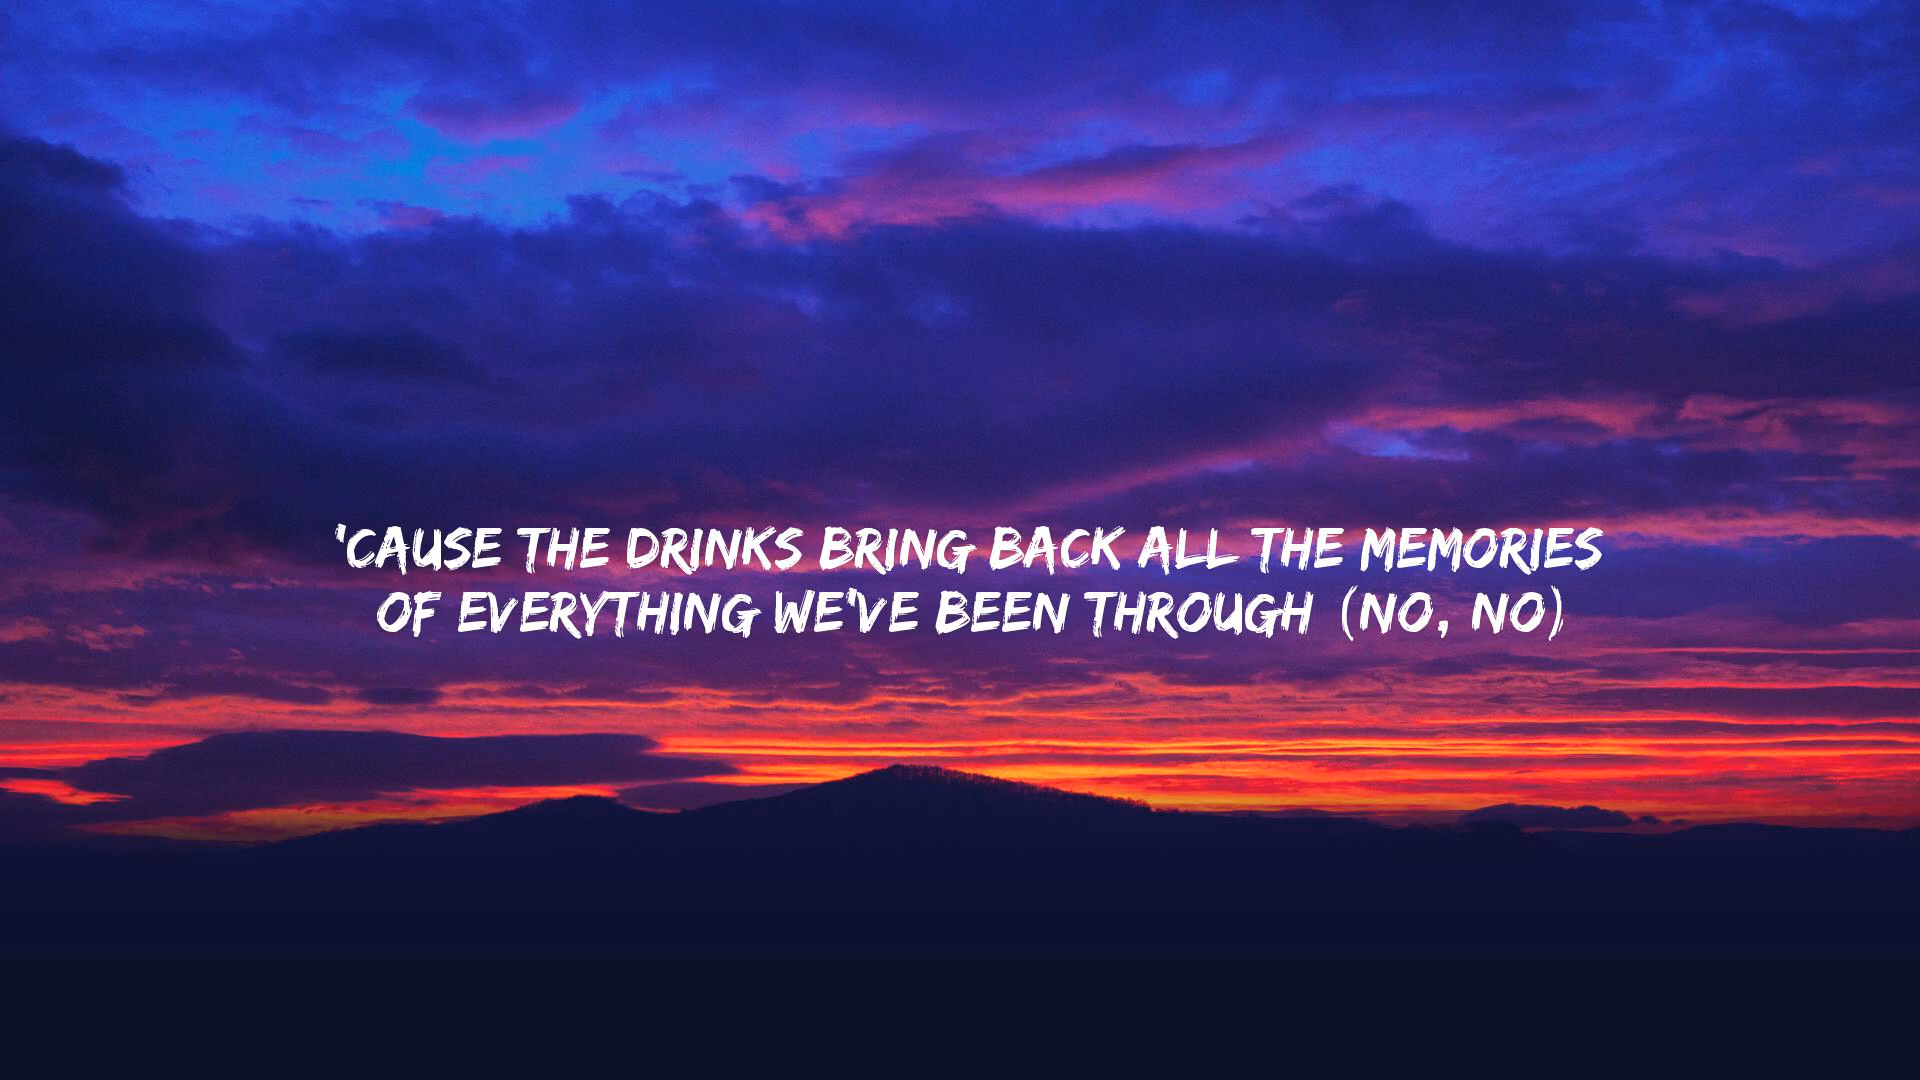 'CAUSE THE DRINKS BRING BACK ALL THE MEMORIES
OF EVERYTHING WE'VE BEEN THROUGH (NO, NO)